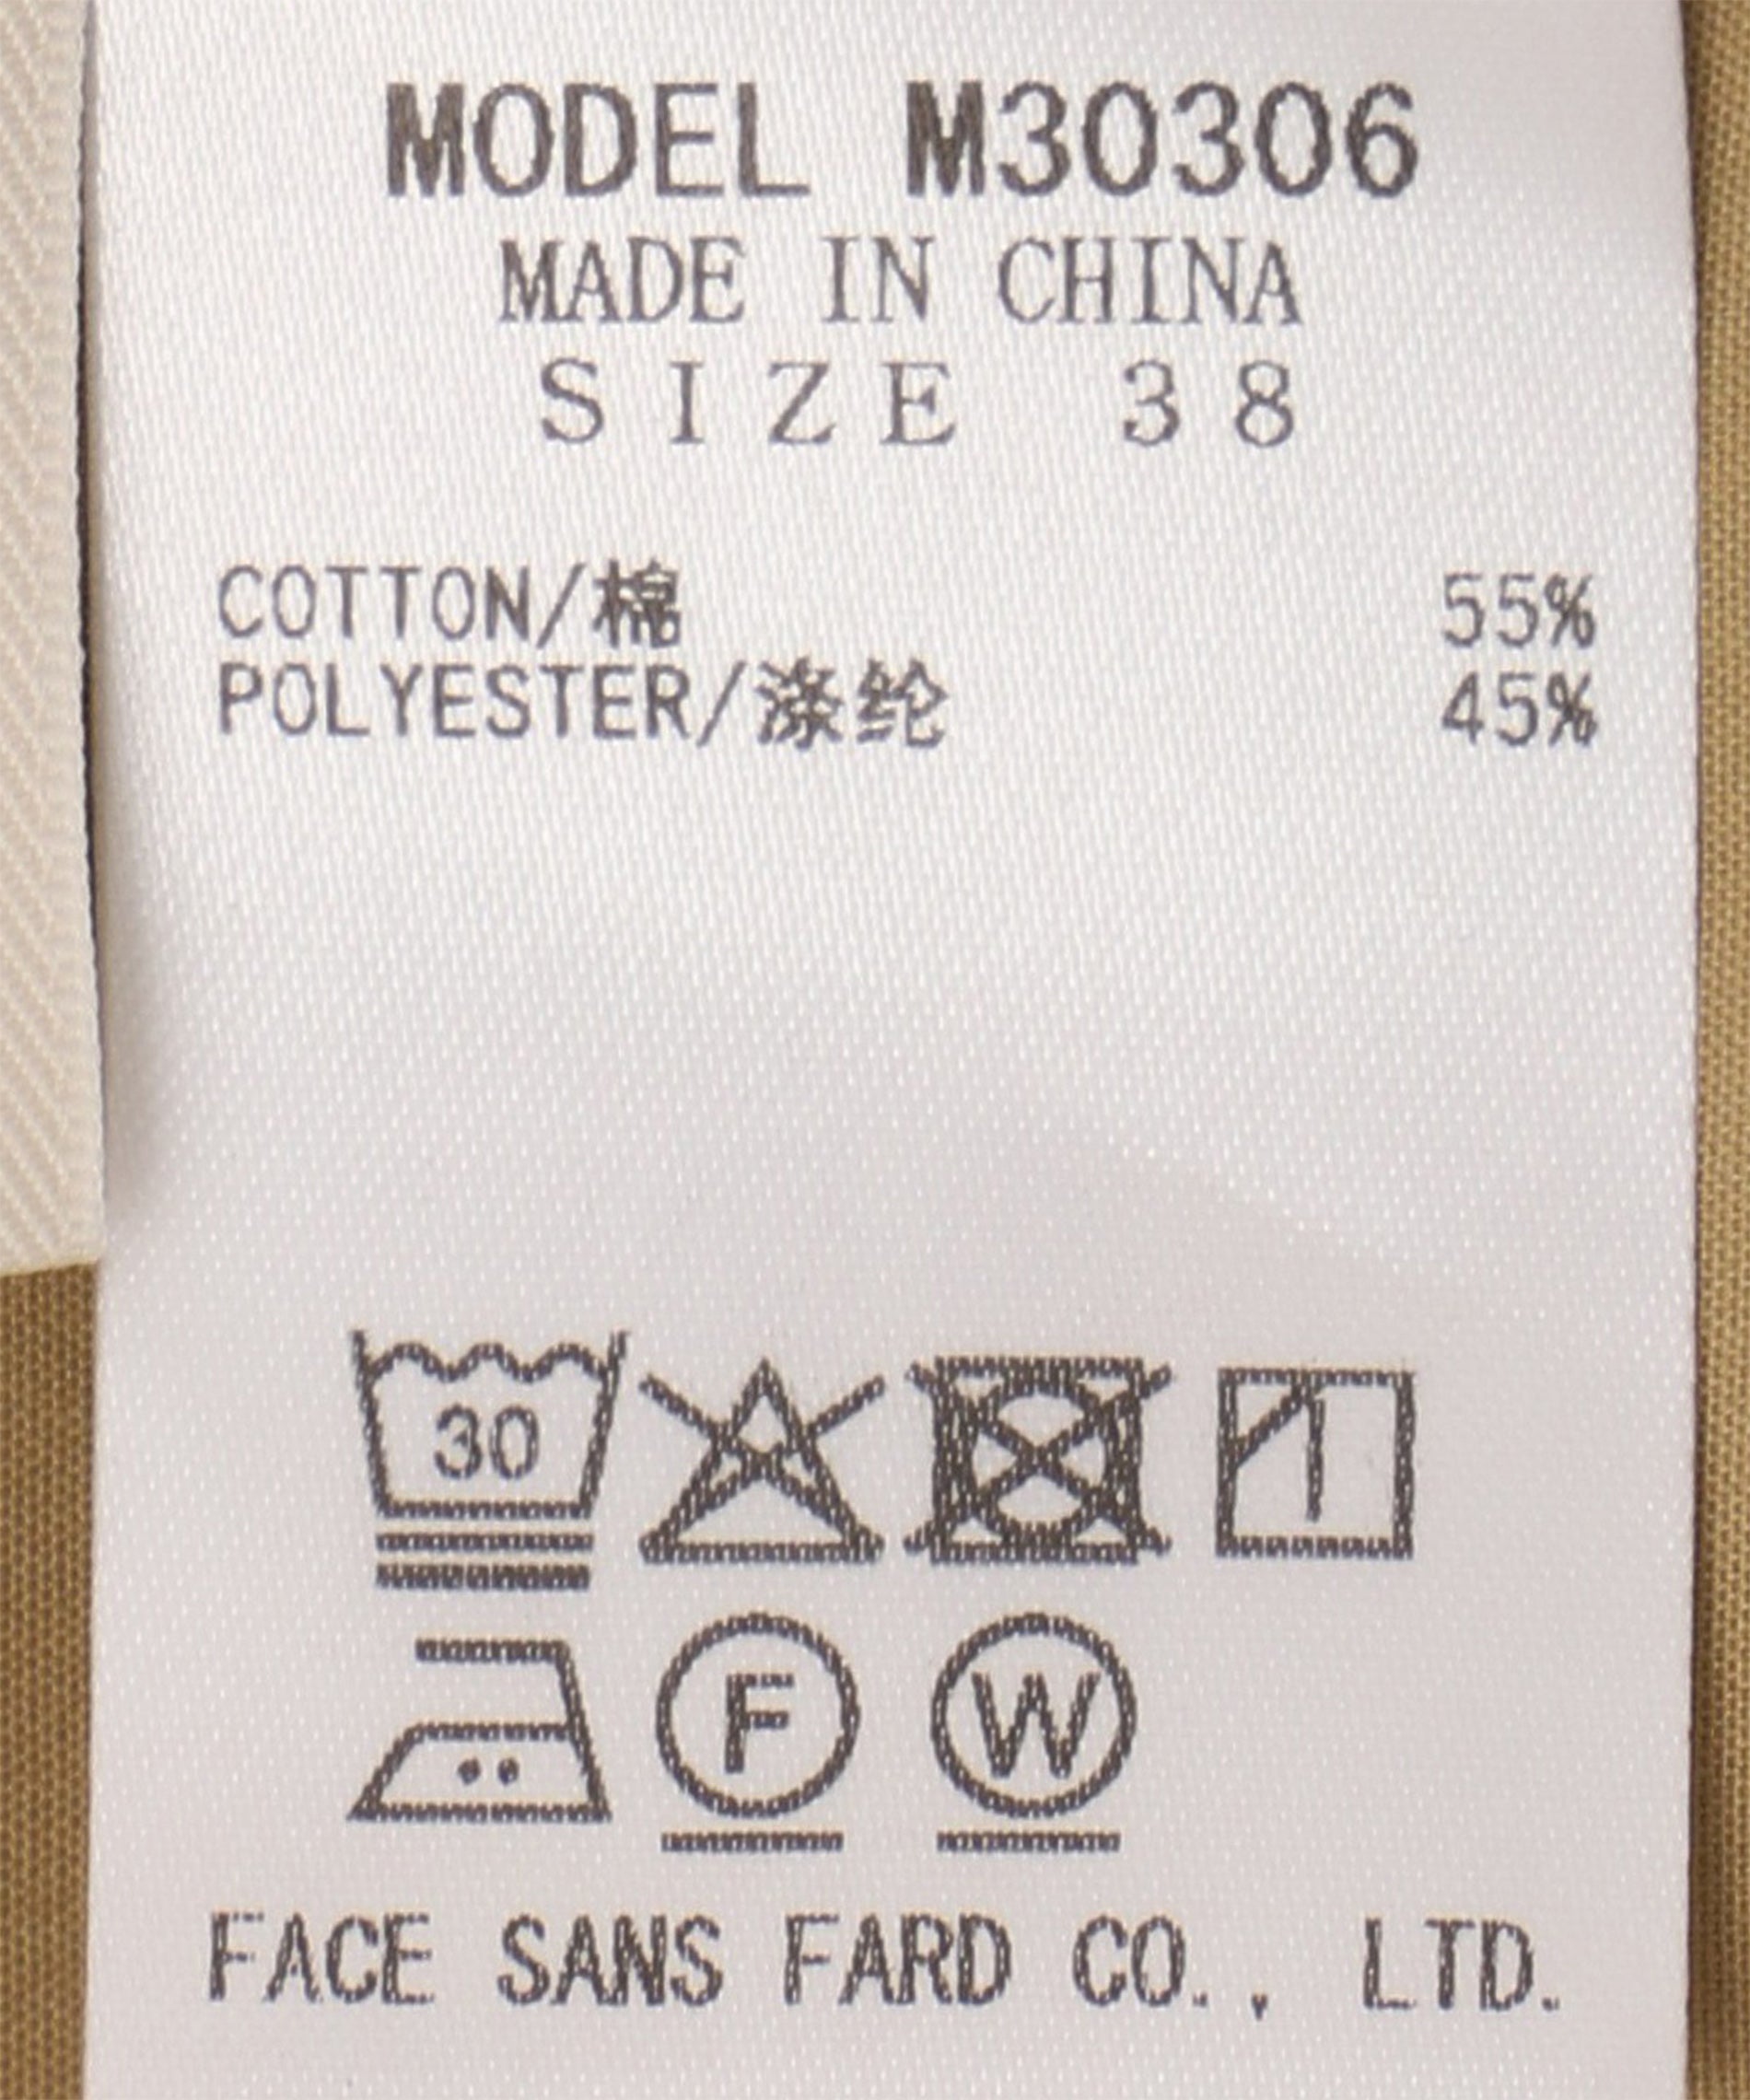 MODEL M30306
MADE IN CHINA
SIZE 38
COTTON/棉 55%
POLYESTER/涤纶 45%
30
F W
FACE SANS FARD CO., LTD.